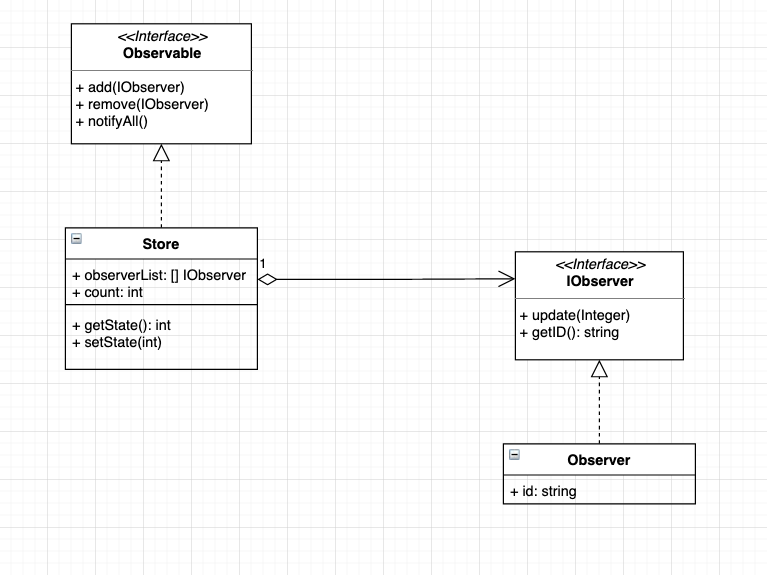 <<Interface>>
Observable
+ add(IObserver)
+ remove(IObserver)
+ notifyAll()
Store
+ observerList: [] IObserver
+ count: int
+ getState(): int
+ setState(int)
1
<<Interface>>
IObserver
+ update(Integer)
+ getID(): string
Observer
+ id: string